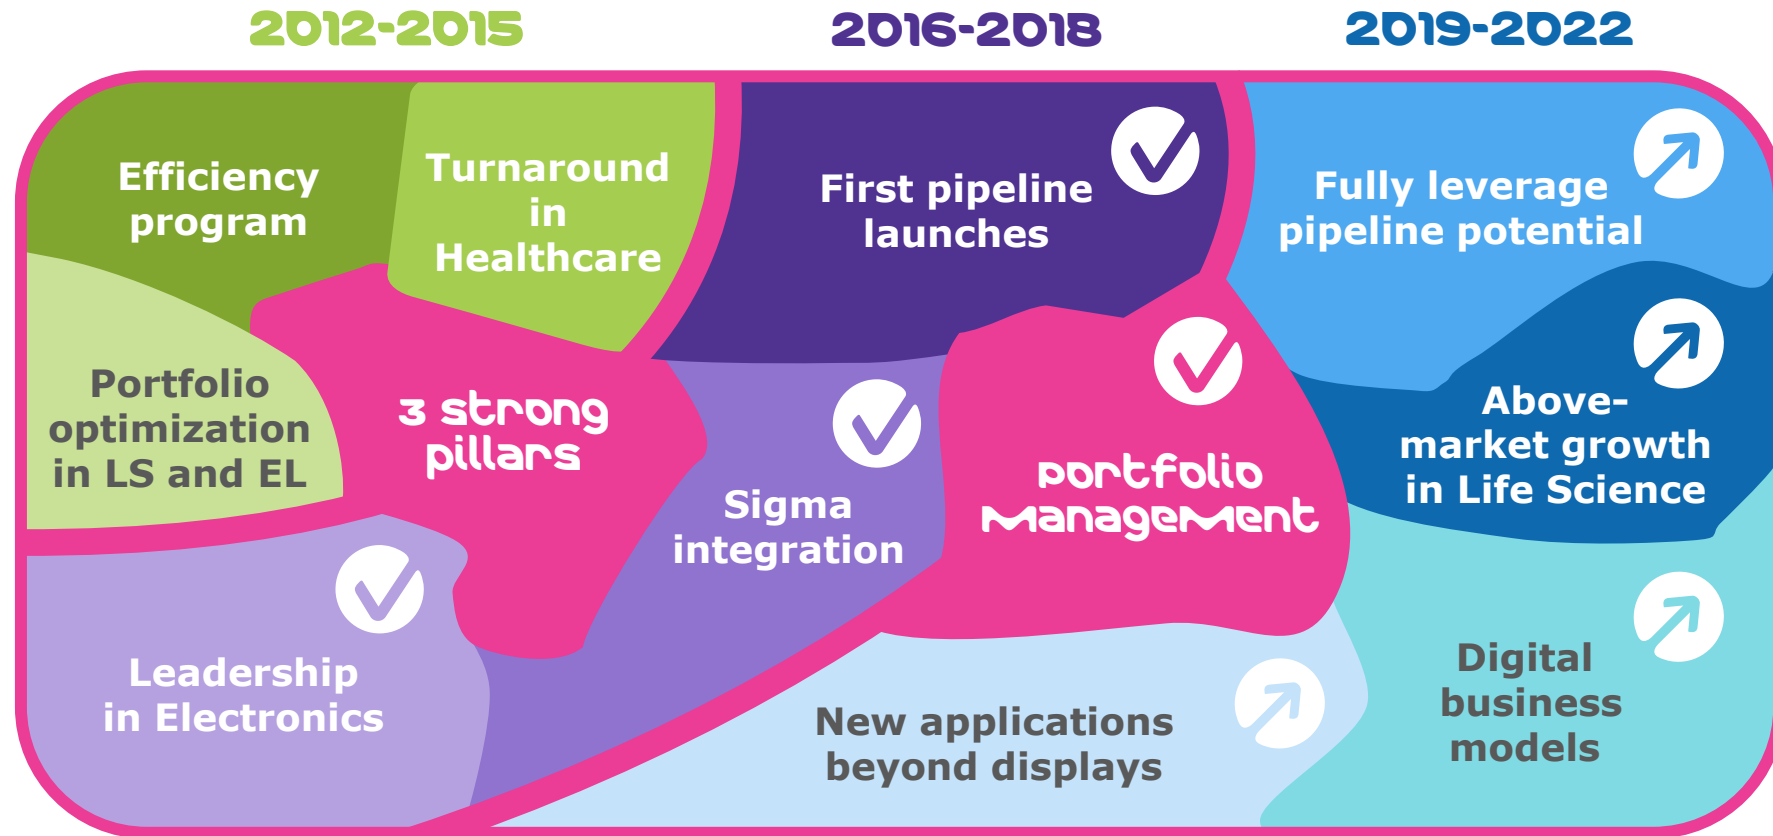 2012-2015
2016-2018
2019-2022
Efficiency
program
Turnaround
in
Healthcare
First pipeline
launches
Fully leverage
pipeline potential
Portfolio
optimization
in LS and EL
3 strong
pillars
Sigma
integration
portfolio
management
Above-
market growth
in Life Science
Leadership
in Electronics
New applications
beyond displays
Digital
business
models